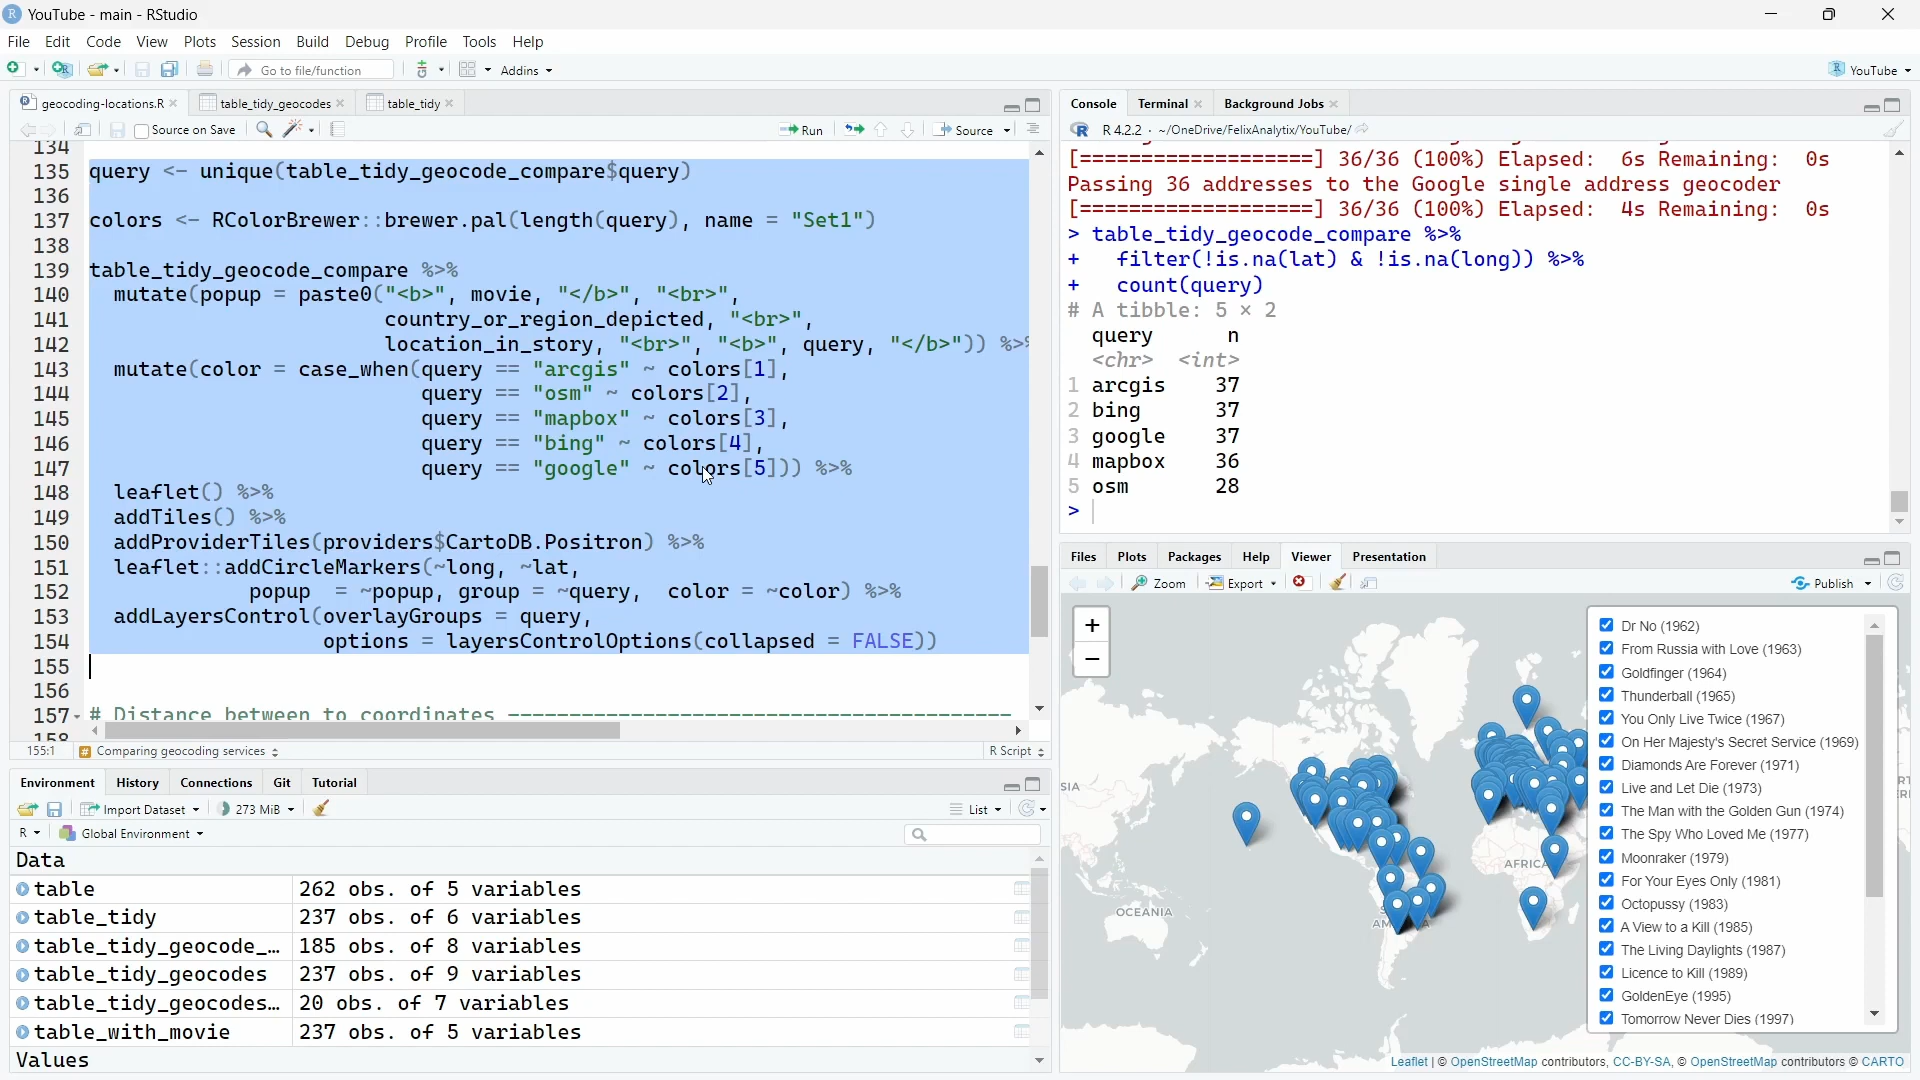 YouTube - main - RStudio
File Edit Code View Plots Session Build Debug Profile Tools Help
Go to file/function Addins YouTube
geocoding-locations.R table_tidy_geocodes table_tidy
Source on Save Run Source
134
135 query <- unique(table_tidy_geocode_compare$query)
136
137 colors <- RColorBrewer::brewer.pal(length(query), name = "Set1")
138
139 table_tidy_geocode_compare %>%
140 mutate(popup = paste0("<b>", movie, "</b>", "<br>",
141 country_or_region_depicted, "<br>",
142 location_in_story, "<br>", "<b>", query, "</b>")) %>%
143 mutate(color = case_when(query == "arcgis" ~ colors[1],
144 query == "osm" ~ colors[2],
145 query == "mapbox" ~ colors[3],
146 query == "bing" ~ colors[4],
147 query == "google" ~ colors[5])) %>%
148 leaflet() %>%
149 addTiles() %>%
150 addProviderTiles(providers$CartoDB.Positron) %>%
151 leaflet::addCircleMarkers(~long, ~lat,
152 popup = ~popup, group = ~query, color = ~color) %>%
153 addLayersControl(overlayGroups = query,
154 options = layersControlOptions(collapsed = FALSE))
155
156
157 # Distance between to coordinates
158
155:1 Comparing geocoding services R Script
Environment History Connections Git Tutorial
Import Dataset 273 MiB List
R Global Environment
Data
table 262 obs. of 5 variables
table_tidy 237 obs. of 6 variables
table_tidy_geocode_… 185 obs. of 8 variables
table_tidy_geocodes 237 obs. of 9 variables
table_tidy_geocodes… 20 obs. of 7 variables
table_with_movie 237 obs. of 5 variables
Values
Console Terminal Background Jobs
R 4.2.2 · ~/OneDrive/FelixAnalytix/YouTube/
[===================] 36/36 (100%) Elapsed: 6s Remaining: 0s
Passing 36 addresses to the Google single address geocoder
[===================] 36/36 (100%) Elapsed: 4s Remaining: 0s
> table_tidy_geocode_compare %>%
+ filter(!is.na(lat) & !is.na(long)) %>%
+ count(query)
# A tibble: 5 × 2
query n
<chr> <int>
1 arcgis 37
2 bing 37
3 google 37
4 mapbox 36
5 osm 28
>
Files Plots Packages Help Viewer Presentation
Zoom Export Publish
+
−
SIA
OCEANIA
AFRICA
Dr No (1962)
From Russia with Love (1963)
Goldfinger (1964)
Thunderball (1965)
You Only Live Twice (1967)
On Her Majesty's Secret Service (1969)
Diamonds Are Forever (1971)
Live and Let Die (1973)
The Man with the Golden Gun (1974)
The Spy Who Loved Me (1977)
Moonraker (1979)
For Your Eyes Only (1981)
Octopussy (1983)
A View to a Kill (1985)
The Living Daylights (1987)
Licence to Kill (1989)
GoldenEye (1995)
Tomorrow Never Dies (1997)
Leaflet | © OpenStreetMap contributors, CC-BY-SA, © OpenStreetMap contributors © CARTO